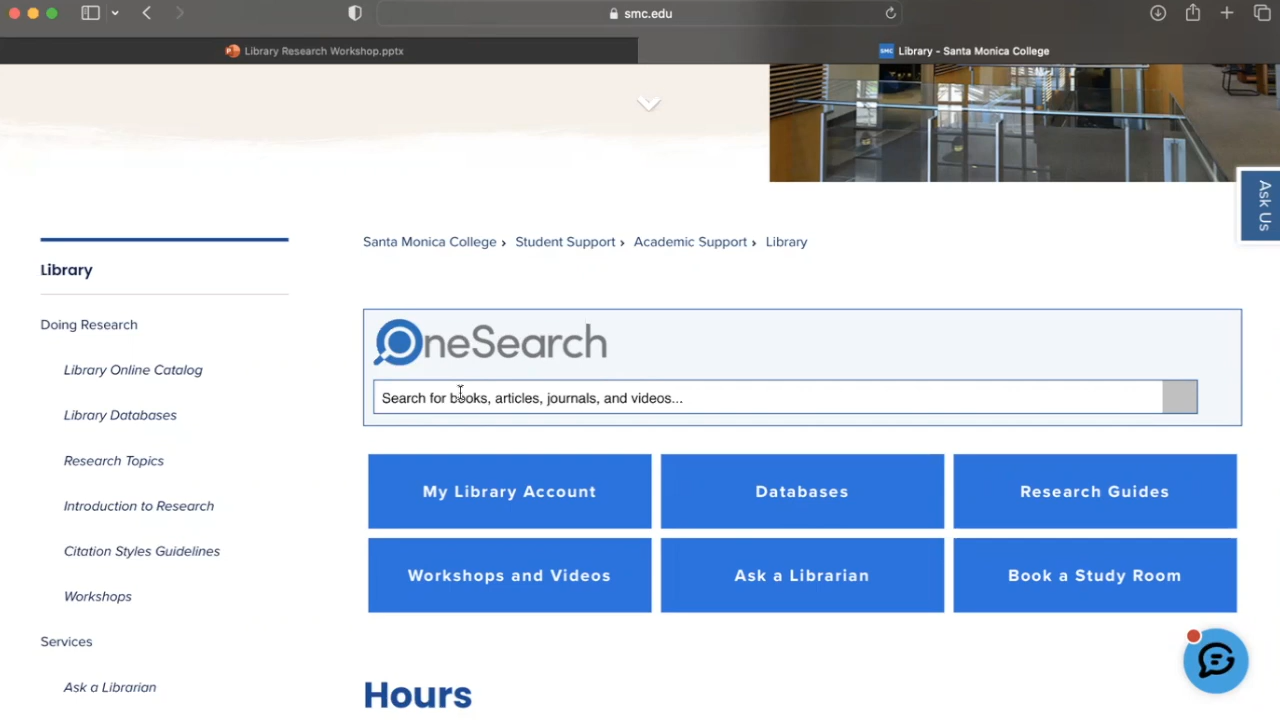 smc.edu
Library Research Workshop.pptx
SMC Library - Santa Monica College
Ask Us
Santa Monica College › Student Support › Academic Support › Library
Library
Doing Research
Library Online Catalog
Library Databases
Research Topics
Introduction to Research
Citation Styles Guidelines
Workshops
Services
Ask a Librarian
OneSearch
Search for books, articles, journals, and videos...
My Library Account
Databases
Research Guides
Workshops and Videos
Ask a Librarian
Book a Study Room
Hours